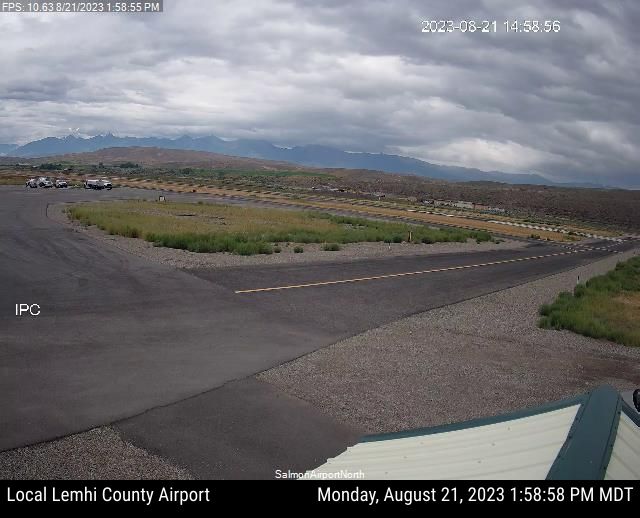 FPS: 10.63 8/21/2023 1:58:55 PM
2023-08-21 14:58:56
IPC
SalmonAirportNorth
Local Lemhi County Airport
Monday, August 21, 2023 1:58:58 PM MDT